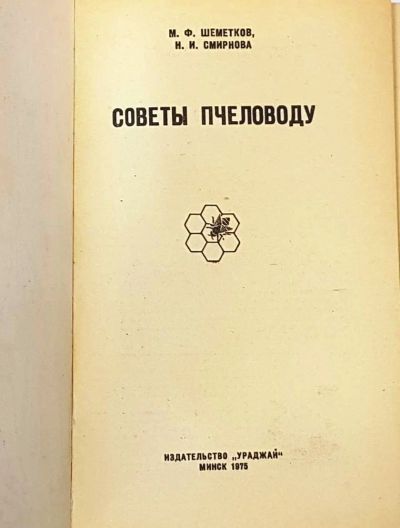 М. Ф. ШЕМЕТКОВ,
Н. И. СМИРНОВА
СОВЕТЫ ПЧЕЛОВОДУ
ИЗДАТЕЛЬСТВО „УРАДЖАЙ“
МИНСК 1975